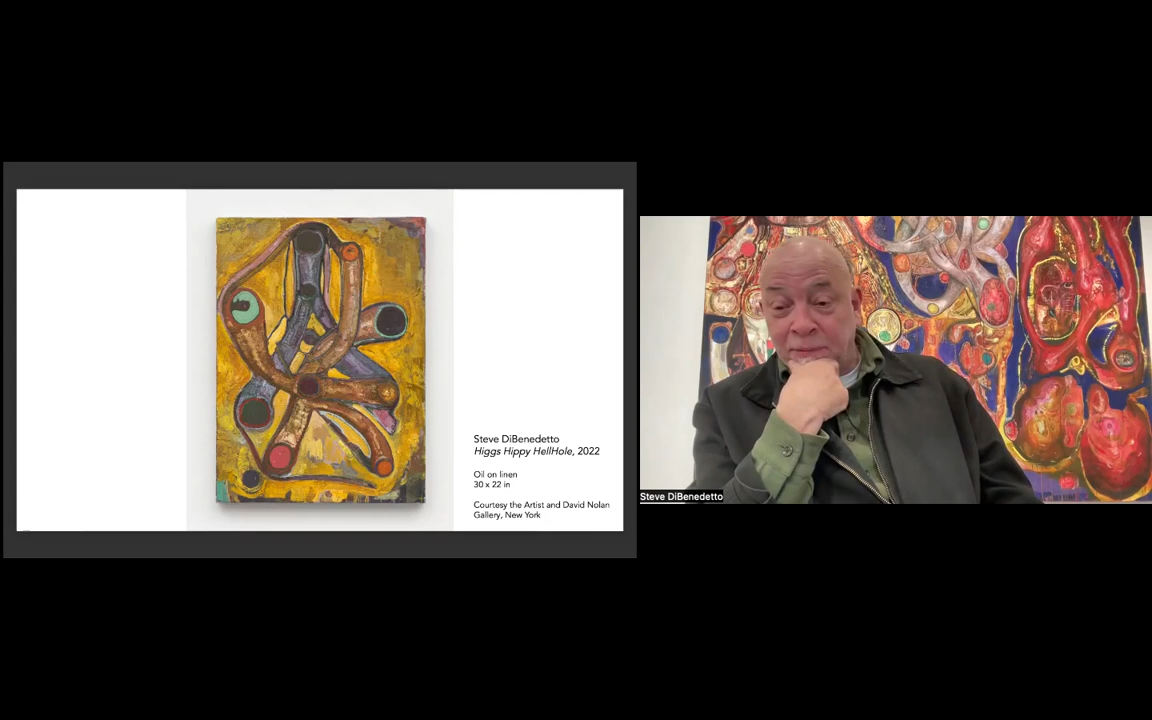 Steve DiBenedetto
Higgs Hippy HellHole, 2022
Oil on linen
30 x 22 in
Courtesy the Artist and David Nolan
Gallery, New York
Steve DiBenedetto